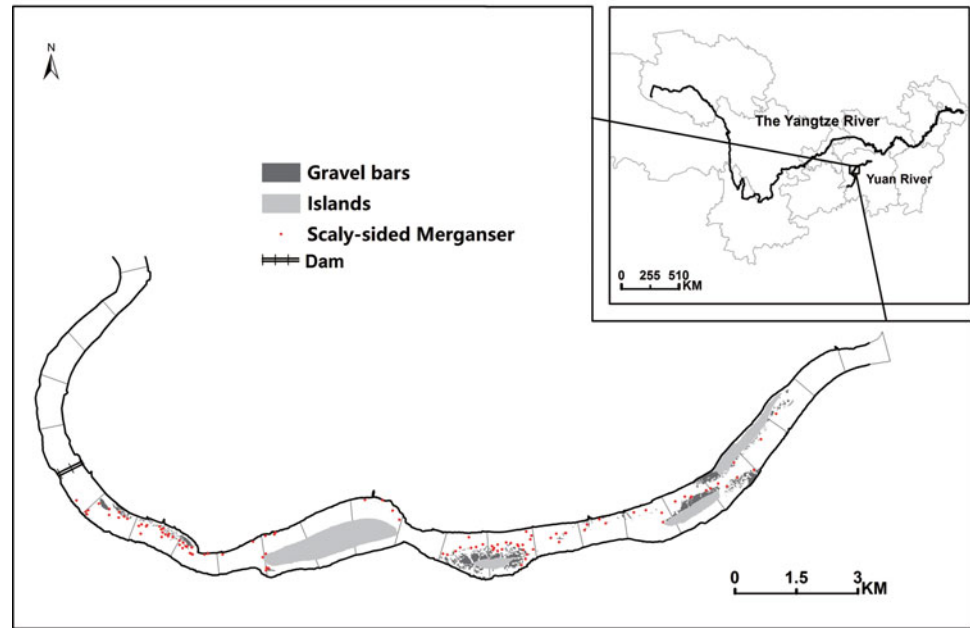 N
Gravel bars
Islands
Scaly-sided Merganser
Dam
The Yangtze River
Yuan River
0 255 510
KM
0 1.5 3
KM